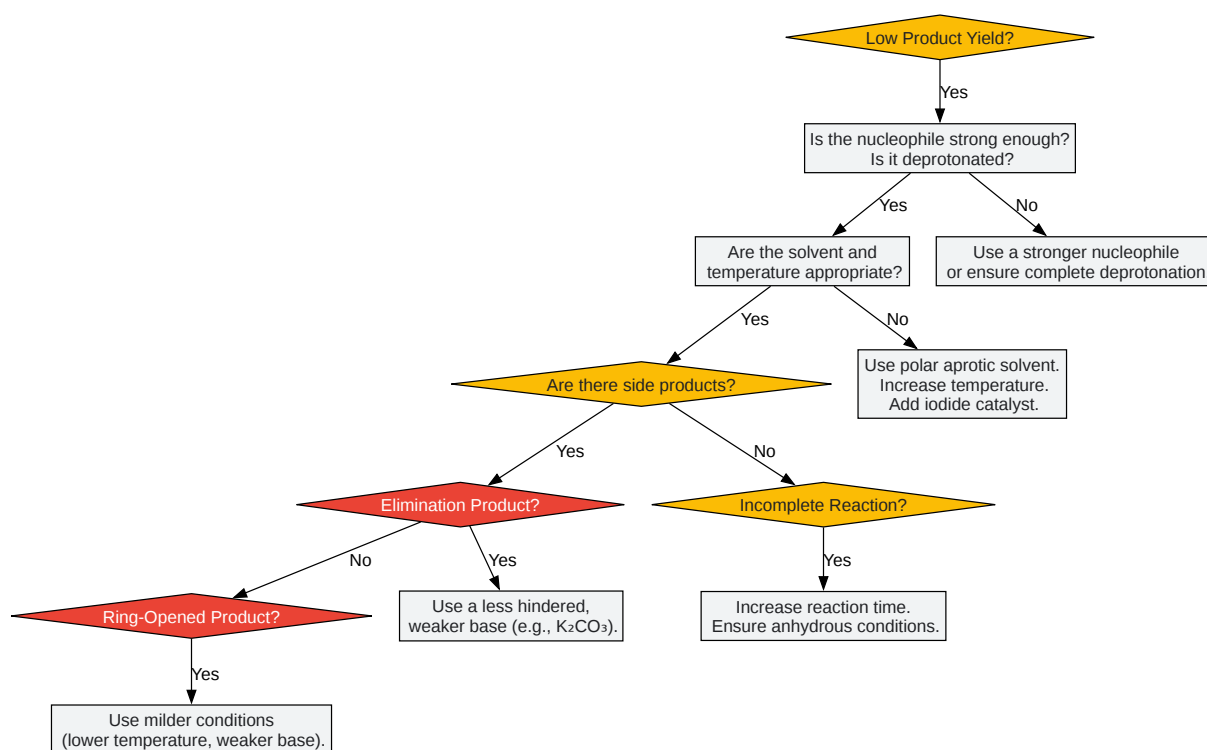 Low Product Yield?
Yes
Is the nucleophile strong enough?
Is it deprotonated?
Yes
No
Are the solvent and
temperature appropriate?
Use a stronger nucleophile
or ensure complete deprotonation
Yes
No
Are there side products?
Use polar aprotic solvent.
Increase temperature.
Add iodide catalyst.
Yes
No
Elimination Product?
Incomplete Reaction?
No
Yes
Yes
Ring-Opened Product?
Use a less hindered,
weaker base (e.g., K₂CO₃).
Increase reaction time.
Ensure anhydrous conditions.
Yes
Use milder conditions
(lower temperature, weaker base).